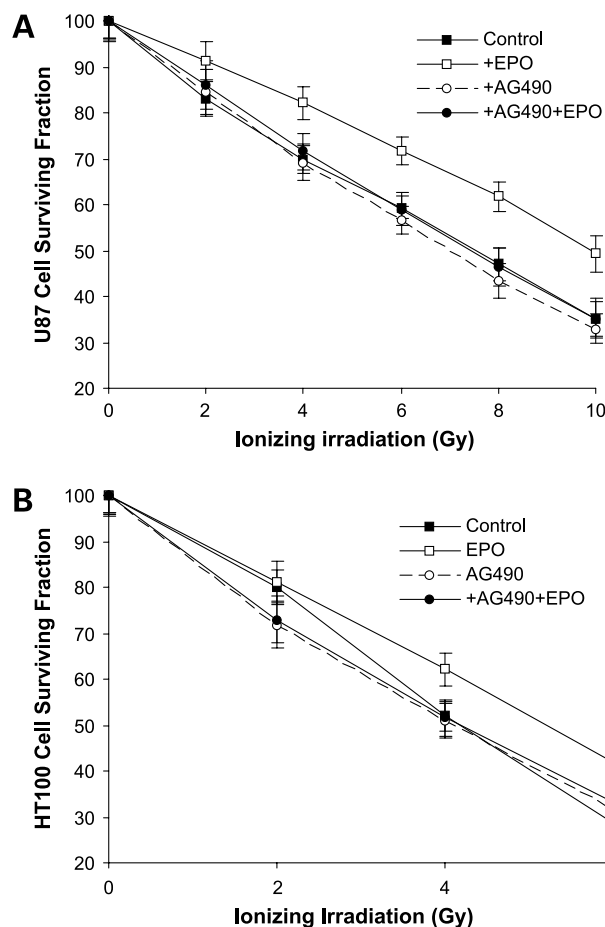 A
100
90
80
70
60
50
40
30
20
U87 Cell Surviving Fraction
0
2
4
6
8
10
Ionizing irradiation (Gy)
Control
+EPO
+AG490
+AG490+EPO
B
100
90
80
70
60
50
40
30
20
HT100 Cell Surviving Fraction
0
2
4
Ionizing Irradiation (Gy)
Control
EPO
AG490
+AG490+EPO